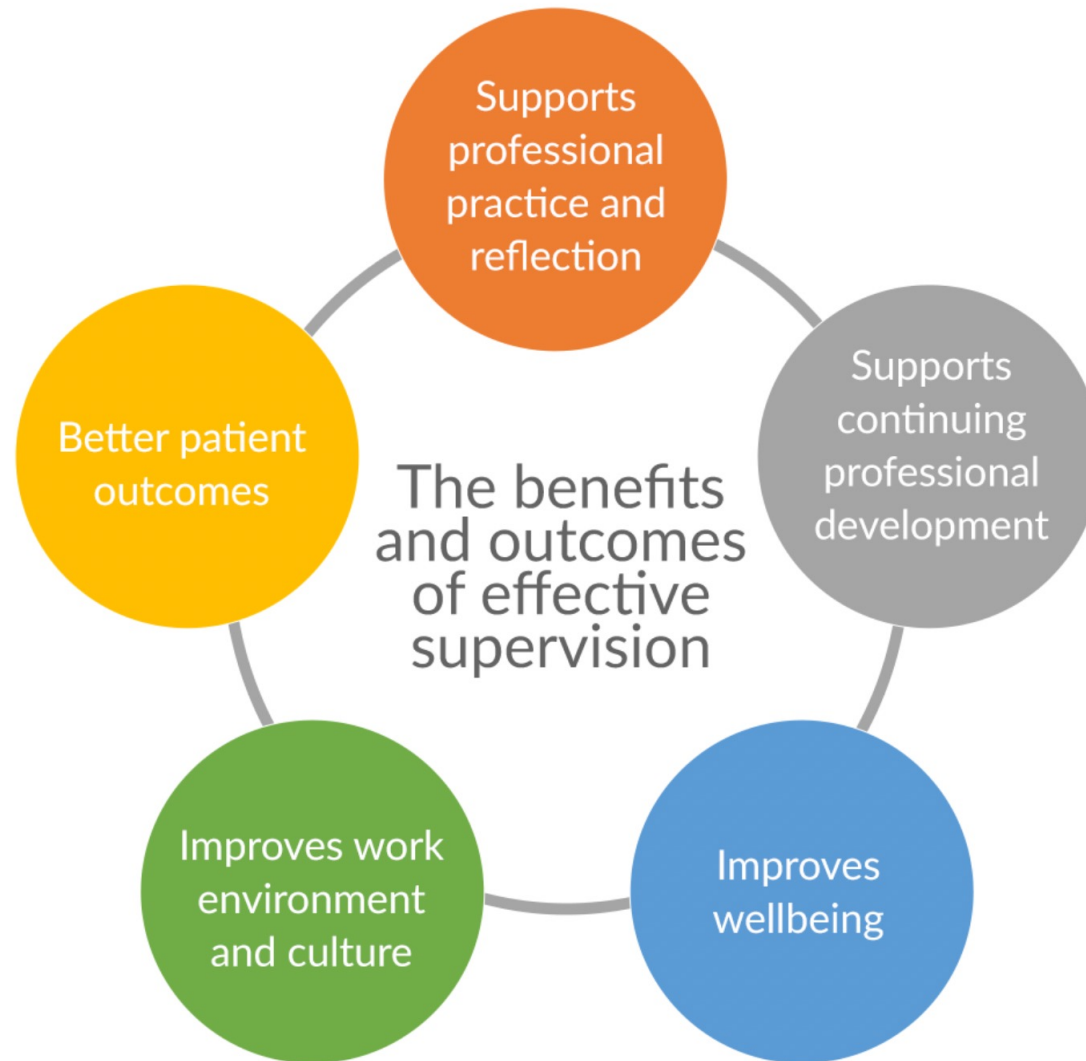 Supports
professional
practice and
reflection
Supports
continuing
professional
development
Improves
wellbeing
Improves work
environment
and culture
Better patient
outcomes
The benefits
and outcomes
of effective
supervision